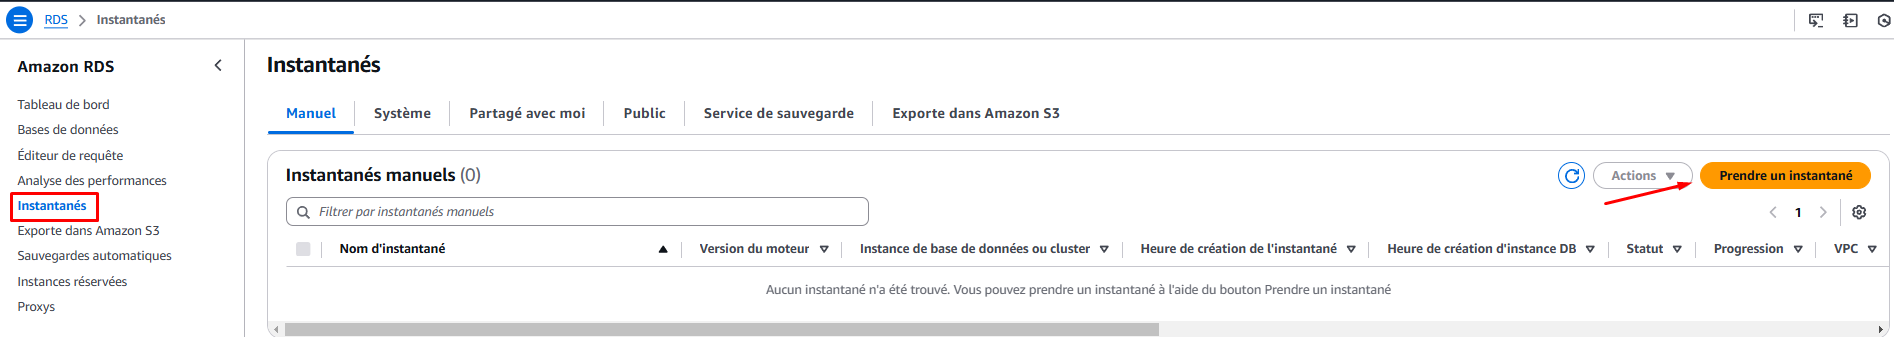 RDS > Instantanés
Amazon RDS
Tableau de bord
Bases de données
Éditeur de requête
Analyse des performances
Instantanés
Exporte dans Amazon S3
Sauvegardes automatiques
Instances réservées
Proxys
Instantanés
Manuel Système Partagé avec moi Public Service de sauvegarde Exporte dans Amazon S3
Instantanés manuels (0) Actions Prendre un instantané
Filtrer par instantanés manuels 1
Nom d'instantané Version du moteur Instance de base de données ou cluster Heure de création de l'instantané Heure de création d'instance DB Statut Progression VPC
Aucun instantané n'a été trouvé. Vous pouvez prendre un instantané à l'aide du bouton Prendre un instantané